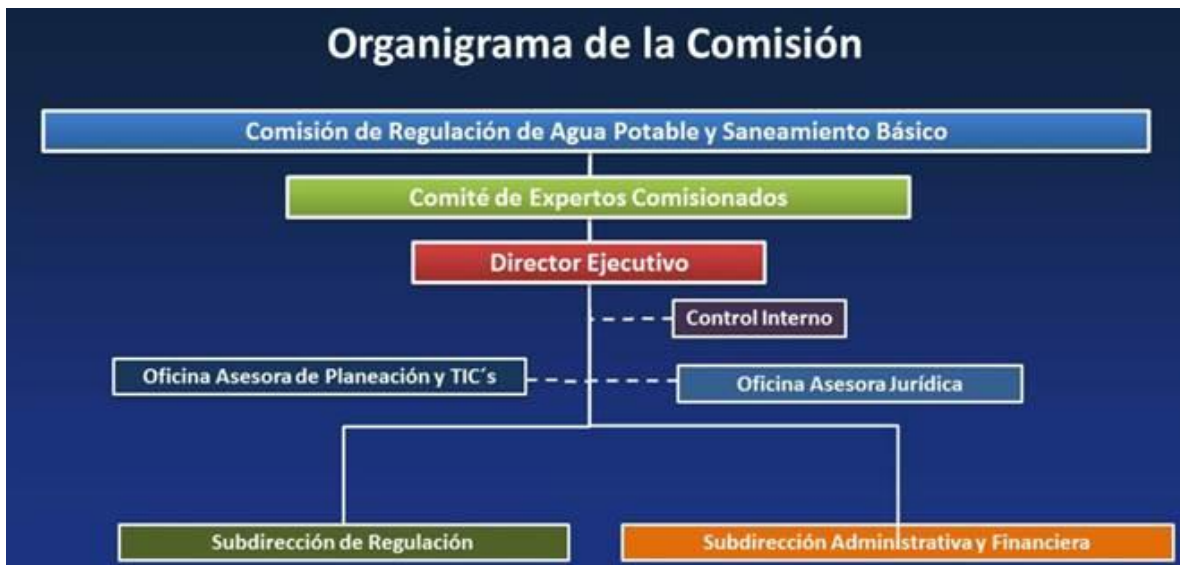 Organigrama de la Comisión
Comisión de Regulación de Agua Potable y Saneamiento Básico
Comité de Expertos Comisionados
Director Ejecutivo
Control Interno
Oficina Asesora de Planeación y TIC´s
Oficina Asesora Jurídica
Subdirección de Regulación
Subdirección Administrativa y Financiera